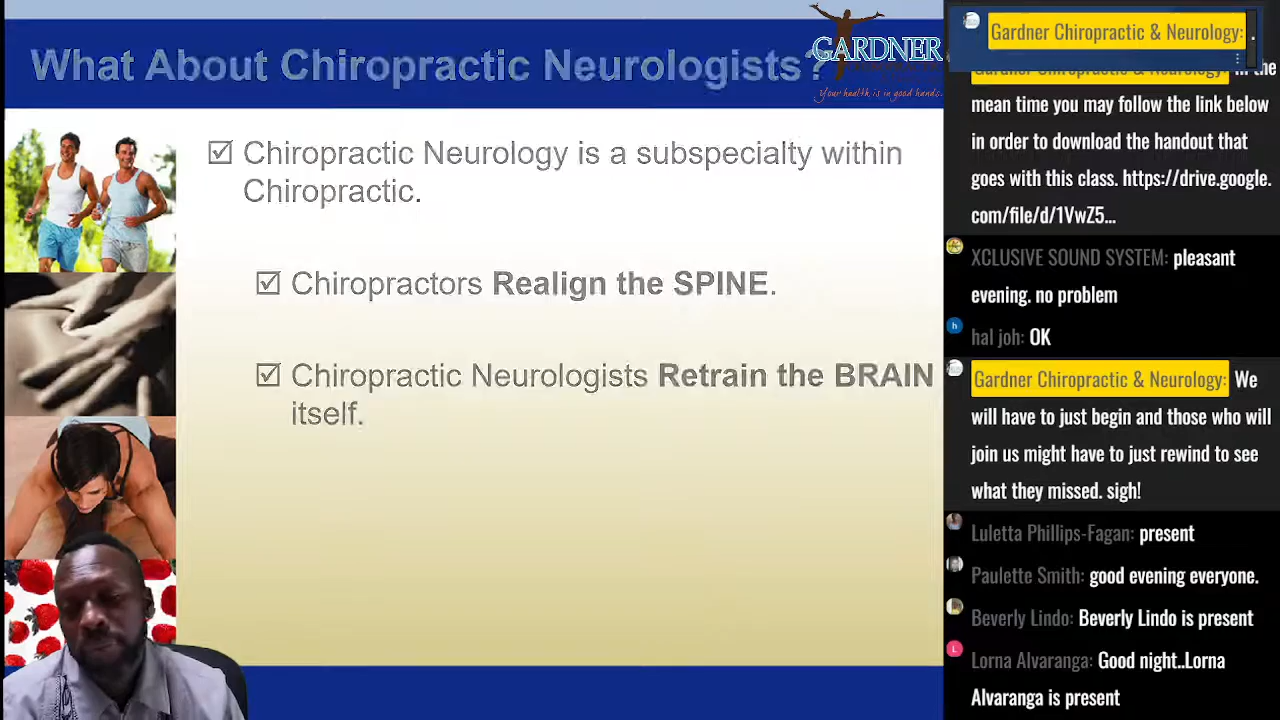 What About Chiropractic Neurologists?
GARDNER
Your health is in good hands.
Chiropractic Neurology is a subspecialty within
Chiropractic.
Chiropractors Realign the SPINE.
Chiropractic Neurologists Retrain the BRAIN
itself.
Gardner Chiropractic & Neurology: .
Gardner Chiropractic & Neurology: in the
mean time you may follow the link below
in order to download the handout that
goes with this class. https://drive.google.
com/file/d/1VwZ5...
XCLUSIVE SOUND SYSTEM: pleasant
evening. no problem
h
hal joh: OK
Gardner Chiropractic & Neurology: We
will have to just begin and those who will
join us might have to just rewind to see
what they missed. sigh!
Luletta Phillips-Fagan: present
Paulette Smith: good evening everyone.
Beverly Lindo: Beverly Lindo is present
L
Lorna Alvaranga: Good night..Lorna
Alvaranga is present